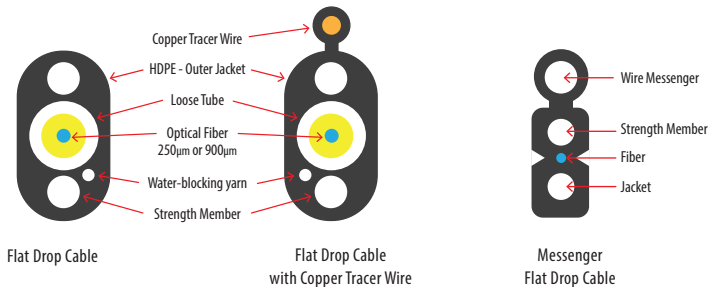 Copper Tracer Wire
HDPE - Outer Jacket
Loose Tube
Optical Fiber
250μm or 900μm
Water-blocking yarn
Strength Member
Wire Messenger
Strength Member
Fiber
Jacket
Flat Drop Cable
Flat Drop Cable
with Copper Tracer Wire
Messenger
Flat Drop Cable